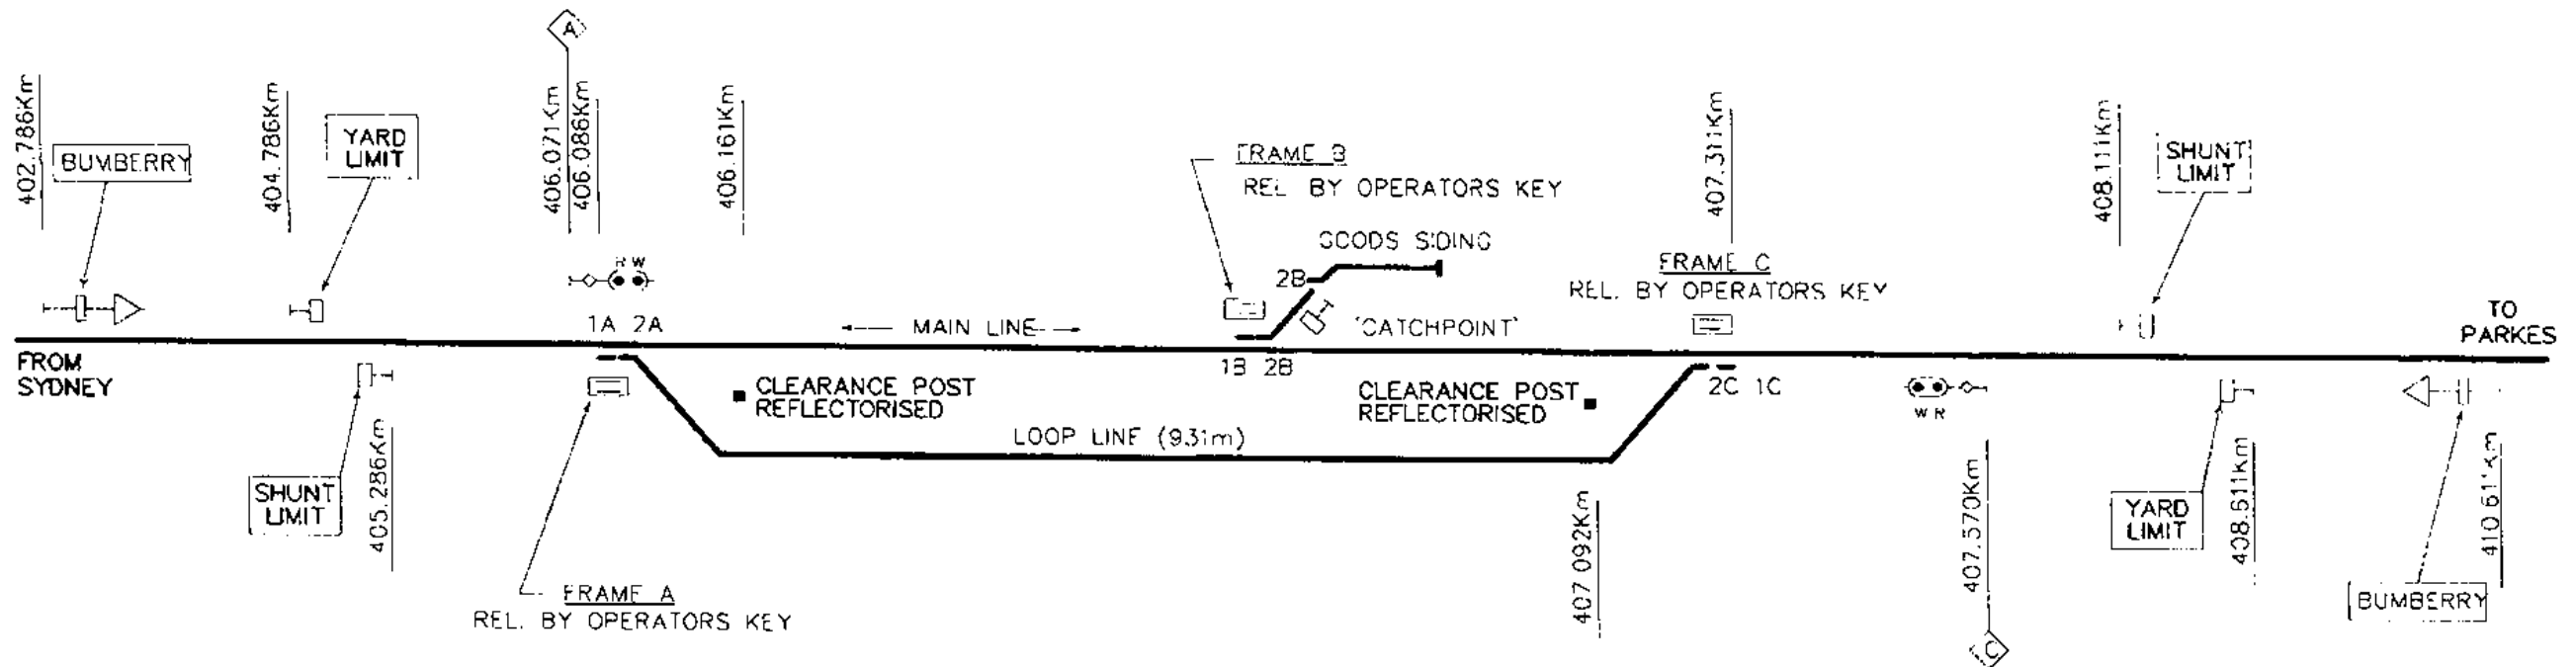 A
402.786Km
BUMBERRY
404.786Km
YARD
LIMIT
406.071Km
406.086Km
406.161Km
FRAME B
REL BY OPERATORS KEY
407.311Km
408.111Km
SHUNT
LIMIT
GOODS SIDING
R W
2B
FRAME C
REL. BY OPERATORS KEY
1A 2A
MAIN LINE
'CATCHPOINT'
TO
PARKES
FROM
SYDNEY
1B 2B
CLEARANCE POST
REFLECTORISED
CLEARANCE POST
REFLECTORISED
2C 1C
W R
LOOP LINE (931m)
SHUNT
LIMIT
405.286Km
407.092Km
407.370Km
YARD
LIMIT
408.611Km
410.611Km
BUMBERRY
FRAME A
REL. BY OPERATORS KEY
C